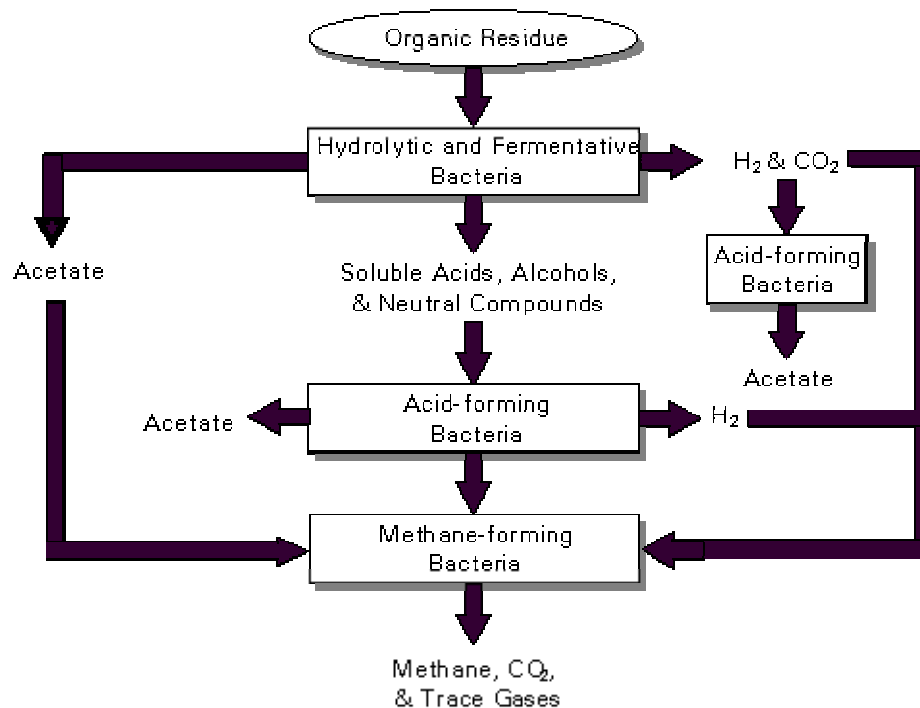 Organic Residue
Hydrolytic and Fermentative
Bacteria
H₂ & CO₂
Acetate
Soluble Acids, Alcohols,
& Neutral Compounds
Acid-forming
Bacteria
Acetate
Acetate
Acid-forming
Bacteria
H₂
Methane-forming
Bacteria
Methane, CO₂,
& Trace Gases